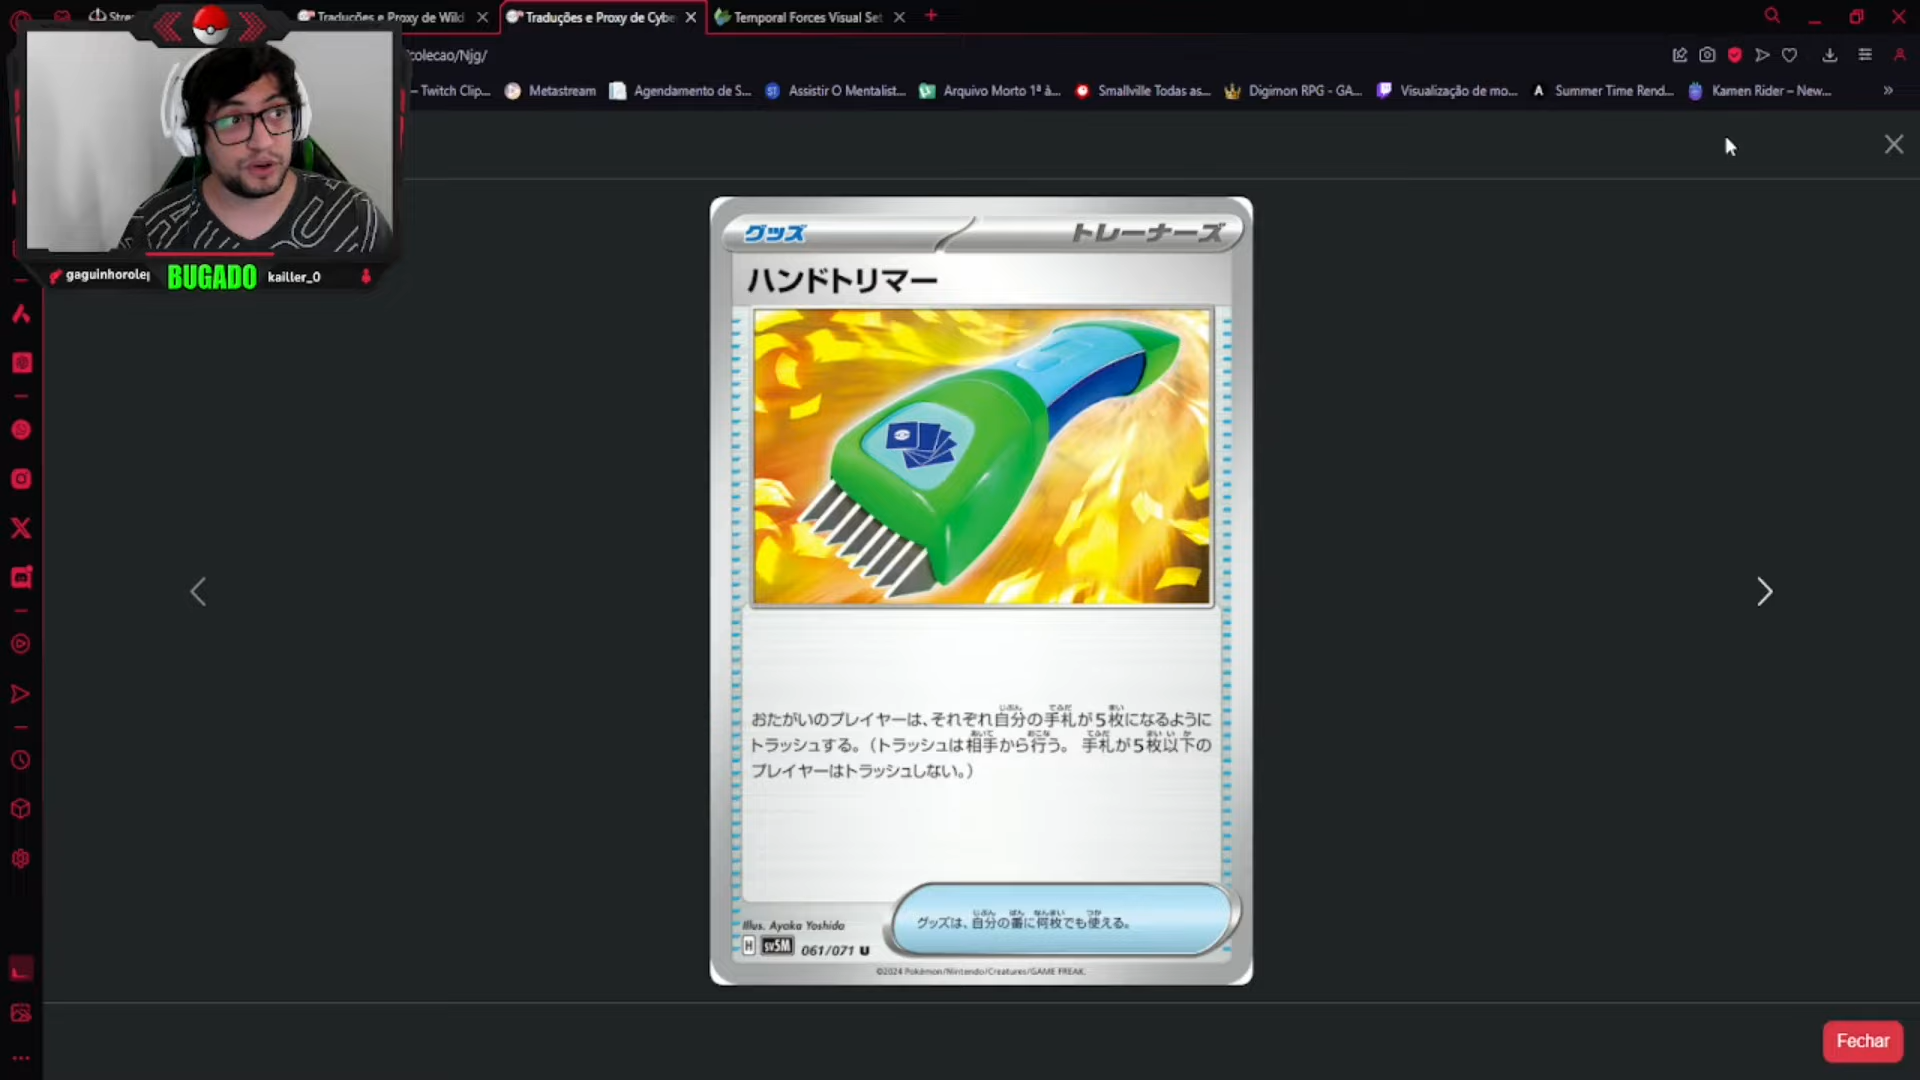 Stre
Traduções e Proxy de Wild
Traduções e Proxy de Cybe
Temporal Forces Visual Set
colecao/Njg/
– Twitch Clip...
Metastream
Agendamento de S...
Assistir O Mentalist...
Arquivo Morto 1ª à...
Smallville Todas as...
Digimon RPG - GA...
Visualização de mo...
Summer Time Rend...
Kamen Rider – New...
gaguinhorole
BUGADO
kailler_0
グッズ
トレーナーズ
ハンドトリマー
おたがいのプレイヤーは、それぞれ自分の手札が5枚になるように
トラッシュする。（トラッシュは相手から行う。 手札が5枚以下の
プレイヤーはトラッシュしない。）
グッズは、自分の番に何枚でも使える。
Illus. Ayaka Yoshida
H sv5M 061/071 U
©2024 Pokémon/Nintendo/Creatures/GAME FREAK.
Fechar